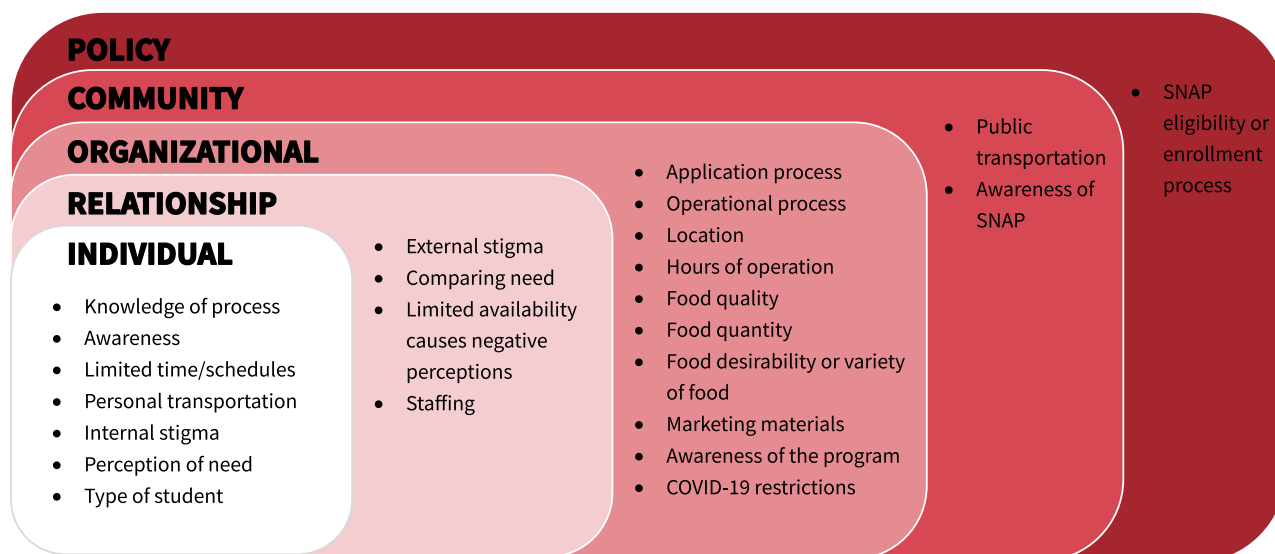 POLICY
COMMUNITY
ORGANIZATIONAL
RELATIONSHIP
INDIVIDUAL
• Knowledge of process
• Awareness
• Limited time/schedules
• Personal transportation
• Internal stigma
• Perception of need
• Type of student
• External stigma
• Comparing need
• Limited availability
causes negative
perceptions
• Staffing
• Application process
• Operational process
• Location
• Hours of operation
• Food quality
• Food quantity
• Food desirability or variety
of food
• Marketing materials
• Awareness of the program
• COVID-19 restrictions
• Public
transportation
• Awareness of
SNAP
• SNAP
eligibility or
enrollment
process